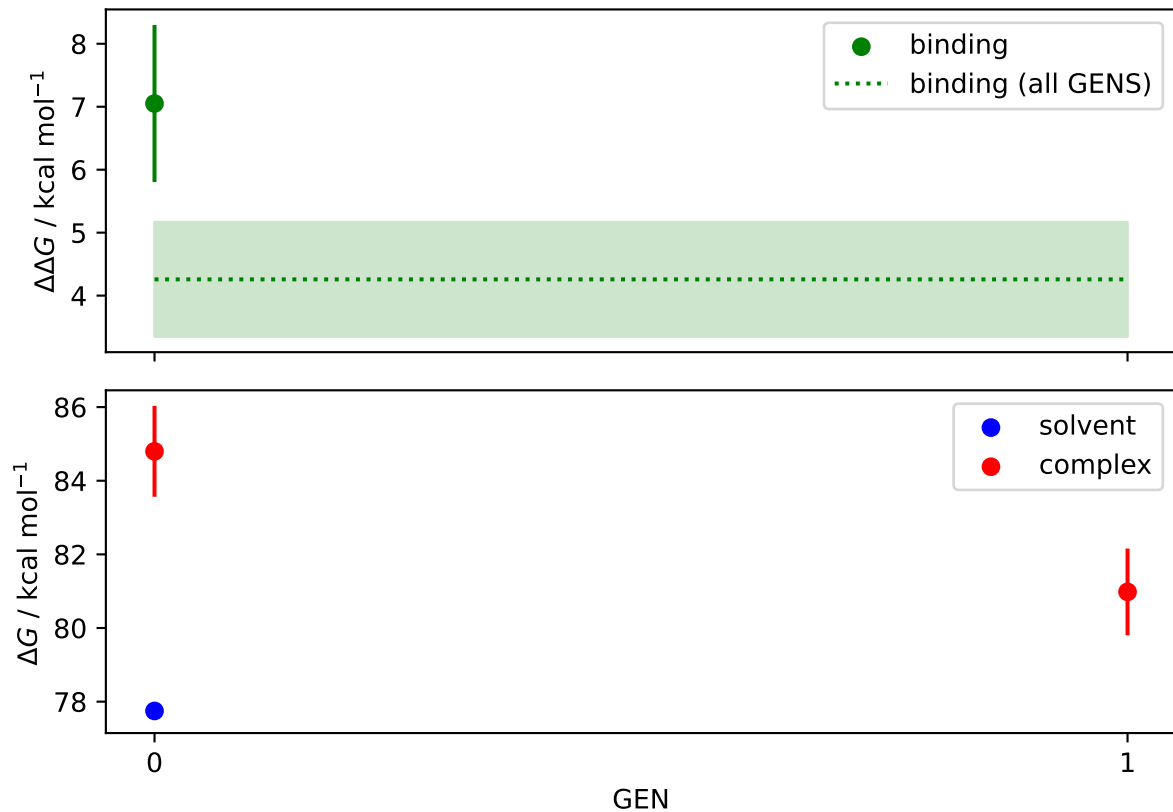 8
7
6
5
4
ΔΔG / kcal mol⁻¹
binding
binding (all GENS)
86
84
82
80
78
ΔG / kcal mol⁻¹
solvent
complex
0
1
GEN